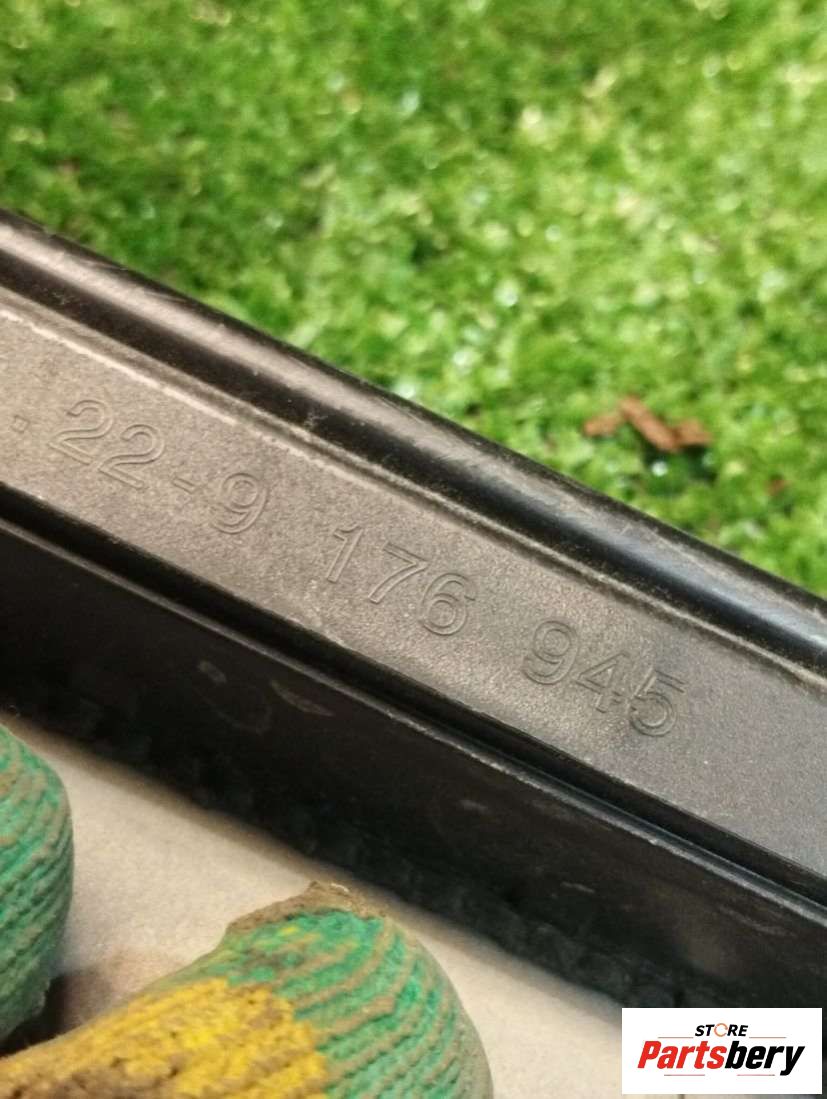 . 22-9 176 945
STORE
Partsbery